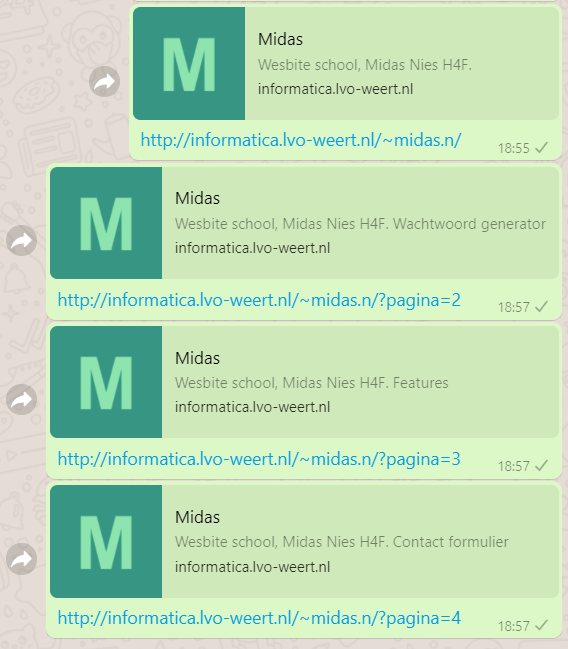 M
Midas
Wesbite school, Midas Nies H4F.
informatica.lvo-weert.nl
http://informatica.lvo-weert.nl/~midas.n/
18:55
M
Midas
Wesbite school, Midas Nies H4F. Wachtwoord generator
informatica.lvo-weert.nl
http://informatica.lvo-weert.nl/~midas.n/?pagina=2
18:57
M
Midas
Wesbite school, Midas Nies H4F. Features
informatica.lvo-weert.nl
http://informatica.lvo-weert.nl/~midas.n/?pagina=3
18:57
M
Midas
Wesbite school, Midas Nies H4F. Contact formulier
informatica.lvo-weert.nl
http://informatica.lvo-weert.nl/~midas.n/?pagina=4
18:57